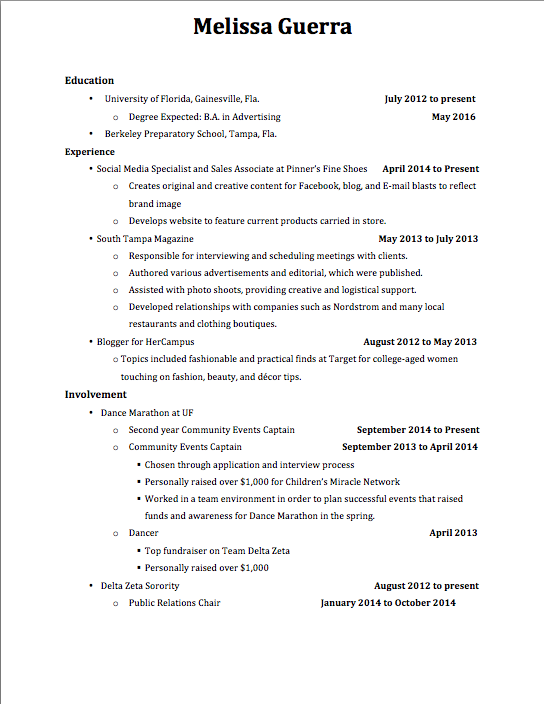 Melissa Guerra
Education
• University of Florida, Gainesville, Fla. July 2012 to present
o Degree Expected: B.A. in Advertising May 2016
• Berkeley Preparatory School, Tampa, Fla.
Experience
• Social Media Specialist and Sales Associate at Pinner's Fine Shoes April 2014 to Present
o Creates original and creative content for Facebook, blog, and E-mail blasts to reflect
brand image
o Develops website to feature current products carried in store.
• South Tampa Magazine May 2013 to July 2013
o Responsible for interviewing and scheduling meetings with clients.
o Authored various advertisements and editorial, which were published.
o Assisted with photo shoots, providing creative and logistical support.
o Developed relationships with companies such as Nordstrom and many local
restaurants and clothing boutiques.
• Blogger for HerCampus August 2012 to May 2013
o Topics included fashionable and practical finds at Target for college-aged women
touching on fashion, beauty, and décor tips.
Involvement
• Dance Marathon at UF
o Second year Community Events Captain September 2014 to Present
o Community Events Captain September 2013 to April 2014
▪ Chosen through application and interview process
▪ Personally raised over $1,000 for Children's Miracle Network
▪ Worked in a team environment in order to plan successful events that raised
funds and awareness for Dance Marathon in the spring.
o Dancer April 2013
▪ Top fundraiser on Team Delta Zeta
▪ Personally raised over $1,000
• Delta Zeta Sorority August 2012 to present
o Public Relations Chair January 2014 to October 2014